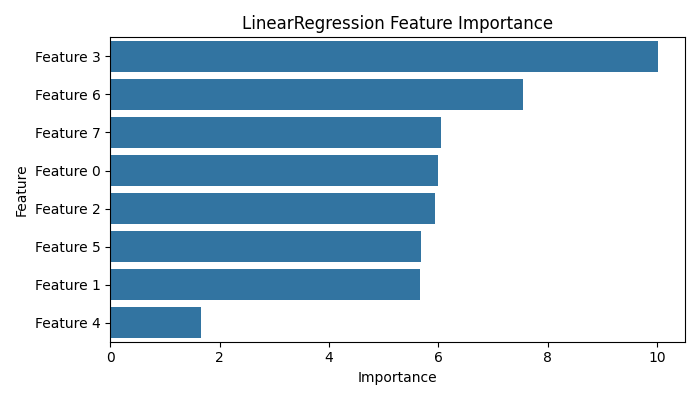 LinearRegression Feature Importance
Feature 3
Feature 6
Feature 7
Feature 0
Feature 2
Feature 5
Feature 1
Feature 4
Feature
0 2 4 6 8 10
Importance